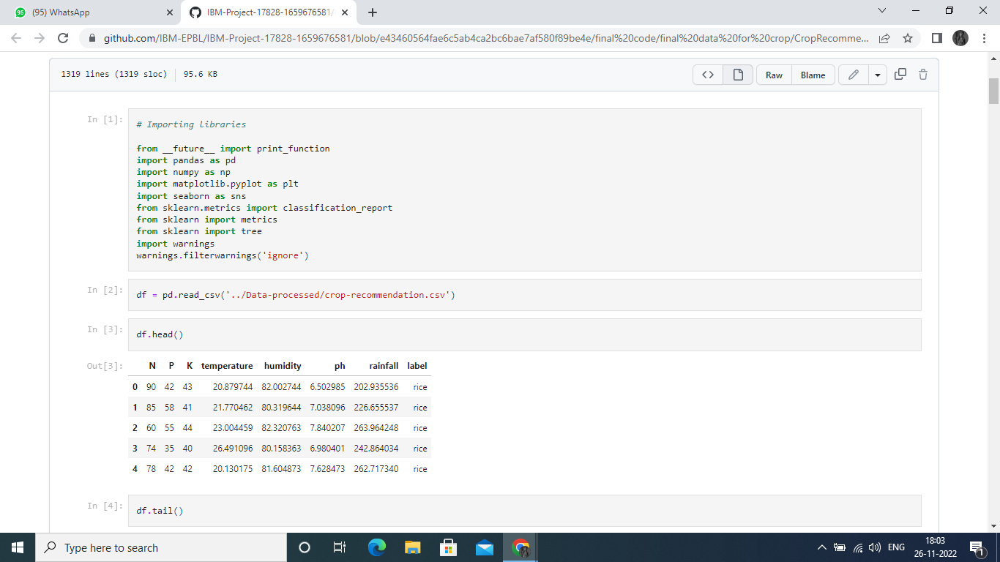 95 (95) WhatsApp
IBM-Project-17828-1659676581/
github.com/IBM-EPBL/IBM-Project-17828-1659676581/blob/e43460564fae6c5ab4ca2bc6bae7af580f89be4e/final%20code/final%20data%20for%20crop/CropRecomme...
1319 lines (1319 sloc) 95.6 KB Raw Blame
In [1]:
# Importing libraries
from __future__ import print_function
import pandas as pd
import numpy as np
import matplotlib.pyplot as plt
import seaborn as sns
from sklearn.metrics import classification_report
from sklearn import metrics
from sklearn import tree
import warnings
warnings.filterwarnings('ignore')
In [2]: df = pd.read_csv('../Data-processed/crop-recommendation.csv')
In [3]: df.head()
Out[3]: N P K temperature humidity ph rainfall label
0 90 42 43 20.879744 82.002744 6.502985 202.935536 rice
1 85 58 41 21.770462 80.319644 7.038096 226.655537 rice
2 60 55 44 23.004459 82.320763 7.840207 263.964248 rice
3 74 35 40 26.491096 80.158363 6.980401 242.864034 rice
4 78 42 42 20.130175 81.604873 7.628473 262.717340 rice
In [4]: df.tail()
Type here to search
ENG
18:03
26-11-2022
1